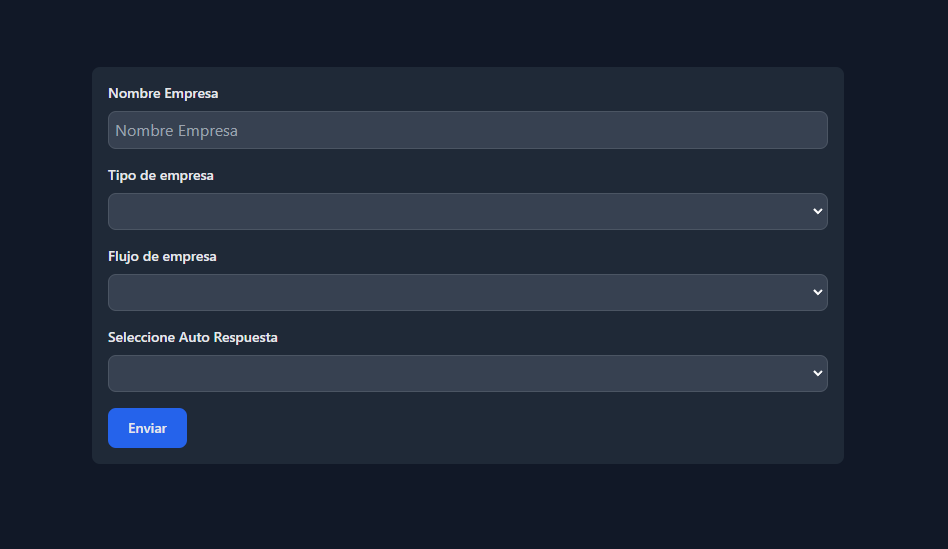 Nombre Empresa
Nombre Empresa
Tipo de empresa
Flujo de empresa
Seleccione Auto Respuesta
Enviar